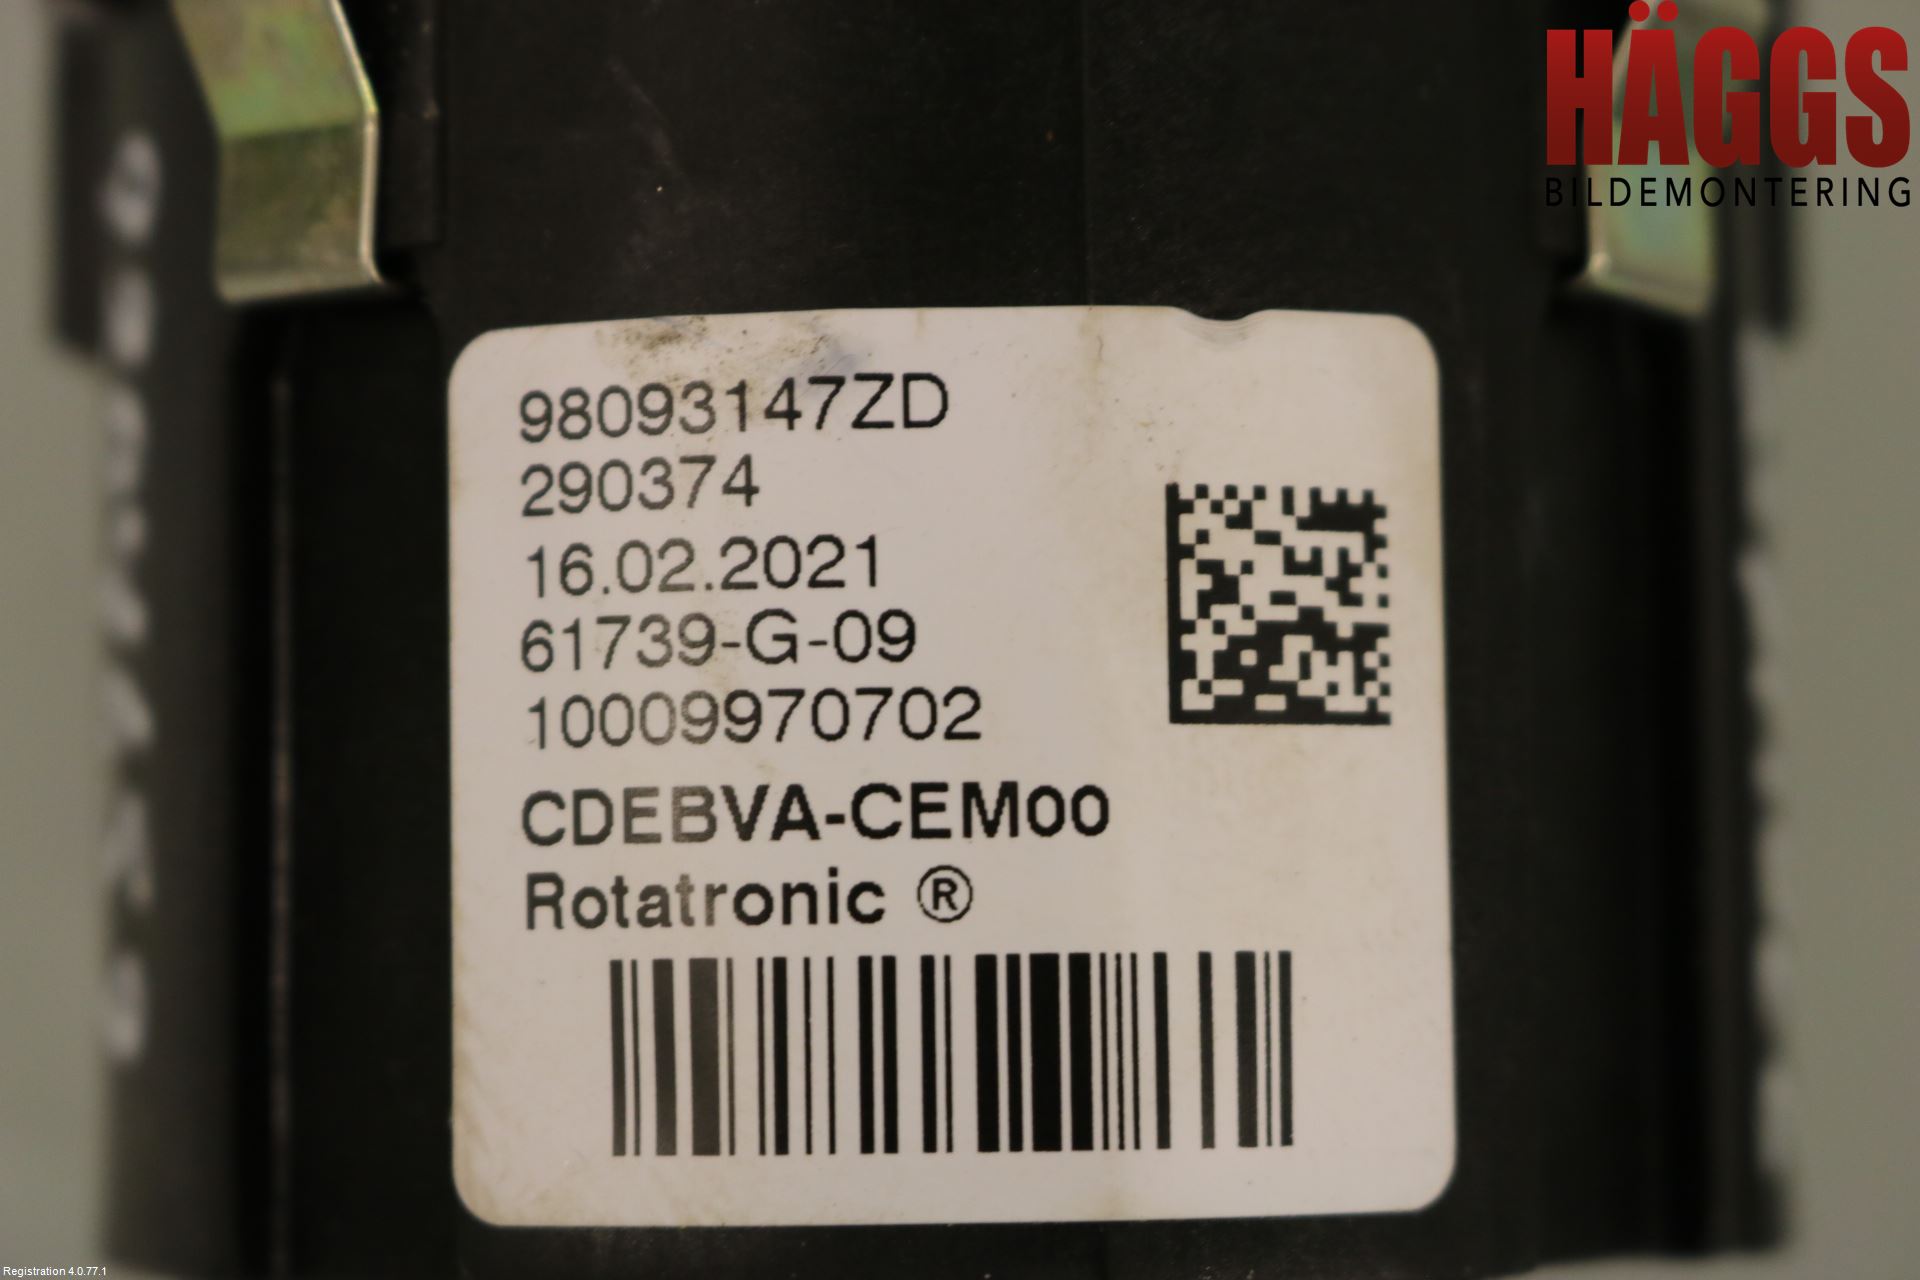 HÄGGS
BILDEMONTERING
98093147ZD
290374
16.02.2021
61739-G-09
10009970702
CDEBVA-CEM00
Rotatronic ®
Registration 4.0.77.1